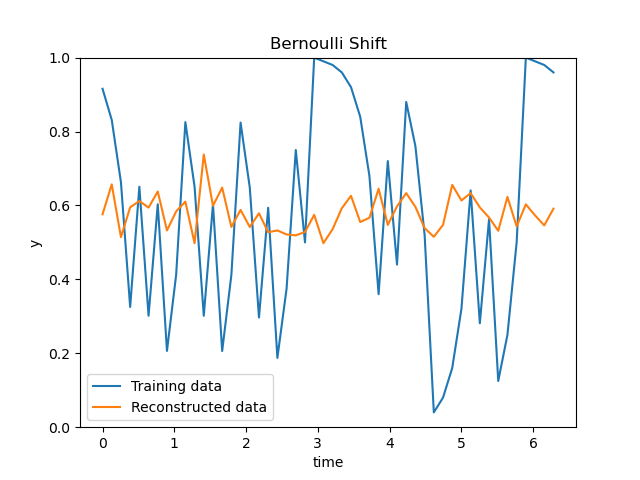 Bernoulli Shift
1.0
0.8
0.6
0.4
0.2
0.0
y
Training data
Reconstructed data
0 1 2 3 4 5 6
time